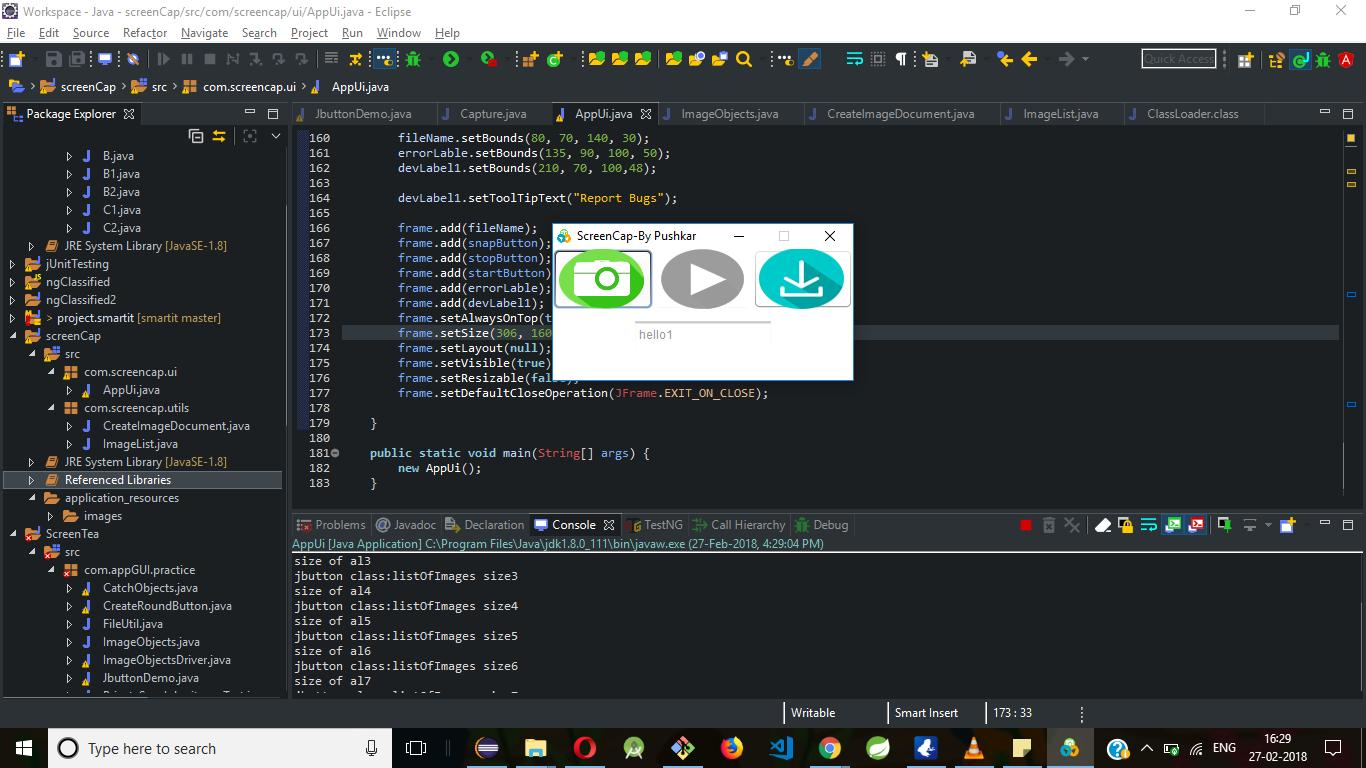 Workspace - Java - screenCap/src/com/screencap/ui/AppUi.java - Eclipse
File Edit Source Refactor Navigate Search Project Run Window Help
Quick Access
screenCap src com.screencap.ui AppUi.java
Package Explorer
B.java
B1.java
B2.java
C1.java
C2.java
JRE System Library [JavaSE-1.8]
jUnitTesting
ngClassified
ngClassified2
> project.smartit [smartit master]
screenCap
src
com.screencap.ui
AppUi.java
com.screencap.utils
CreateImageDocument.java
ImageList.java
JRE System Library [JavaSE-1.8]
Referenced Libraries
application_resources
images
ScreenTea
src
com.appGUI.practice
CatchObjects.java
CreateRoundButton.java
FileUtil.java
ImageObjects.java
ImageObjectsDriver.java
JbuttonDemo.java
JbuttonDemo.java Capture.java AppUi.java ImageObjects.java CreateImageDocument.java ImageList.java ClassLoader.class
160 fileName.setBounds(80, 70, 140, 30);
161 errorLable.setBounds(135, 90, 100, 50);
162 devLabel1.setBounds(210, 70, 100,48);
163
164 devLabel1.setToolTipText("Report Bugs");
165
166 frame.add(fileName);
167 frame.add(snapButton);
168 frame.add(stopButton);
169 frame.add(startButton)
170 frame.add(errorLable);
171 frame.add(devLabel1);
172 frame.setAlwaysOnTop(t
173 frame.setSize(306, 160
174 frame.setLayout(null);
175 frame.setVisible(true)
176 frame.setResizable(false);
177 frame.setDefaultCloseOperation(JFrame.EXIT_ON_CLOSE);
178
179 }
180
181 public static void main(String[] args) {
182 new AppUi();
183 }
ScreenCap-By Pushkar
hello1
Problems Javadoc Declaration Console TestNG Call Hierarchy Debug
AppUi [Java Application] C:\Program Files\Java\jdk1.8.0_111\bin\javaw.exe (27-Feb-2018, 4:29:04 PM)
size of al3
jbutton class:listOfImages size3
size of al4
jbutton class:listOfImages size4
size of al5
jbutton class:listOfImages size5
size of al6
jbutton class:listOfImages size6
size of al7
Writable Smart Insert 173 : 33
Type here to search
ENG
16:29
27-02-2018